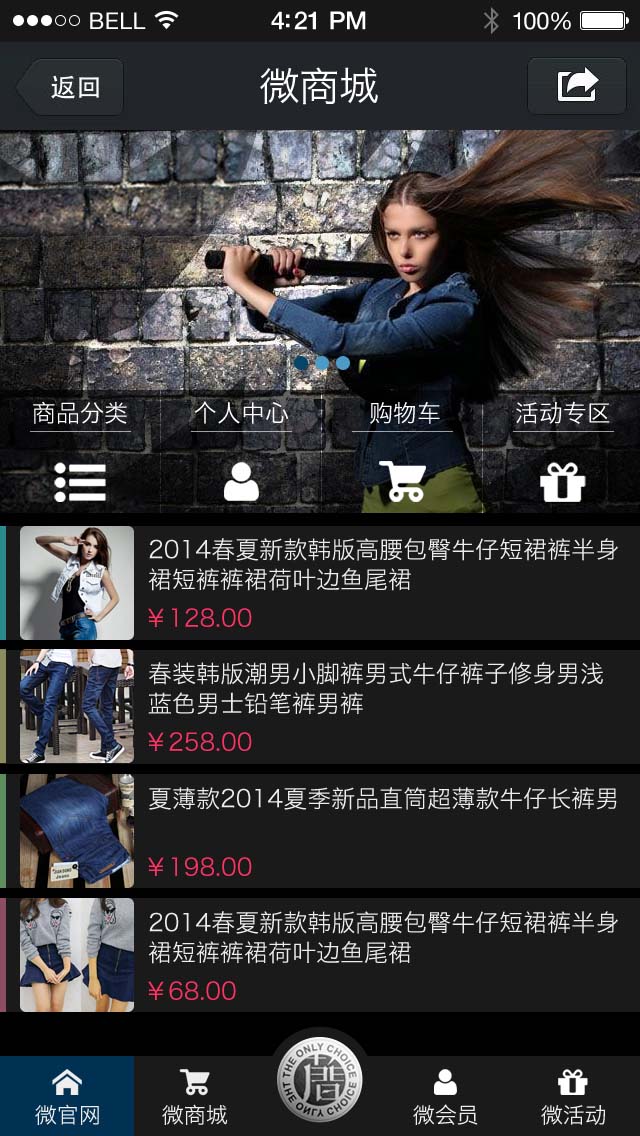 BELL 4:21 PM 100%
返回 微商城
商品分类 个人中心 购物车 活动专区
2014春夏新款韩版高腰包臀牛仔短裙裤半身
裙短裤裤裙荷叶边鱼尾裙
￥128.00
春装韩版潮男小脚裤男式牛仔裤子修身男浅
蓝色男士铅笔裤男裤
￥258.00
夏薄款2014夏季新品直筒超薄款牛仔长裤男
￥198.00
2014春夏新款韩版高腰包臀牛仔短裙裤半身
裙短裤裤裙荷叶边鱼尾裙
￥68.00
THE ONLY CHOICE THE ONLY CHOICE
微官网 微商城 微会员 微活动